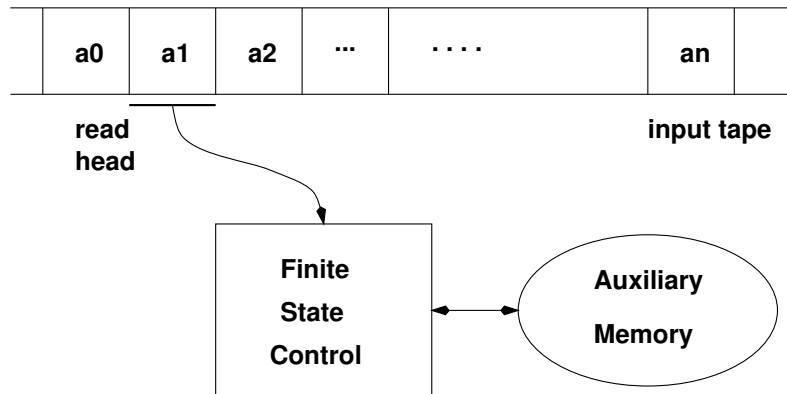 a0 a1 a2 ... . . . . an
read
head
input tape
Finite
State
Control
Auxiliary
Memory